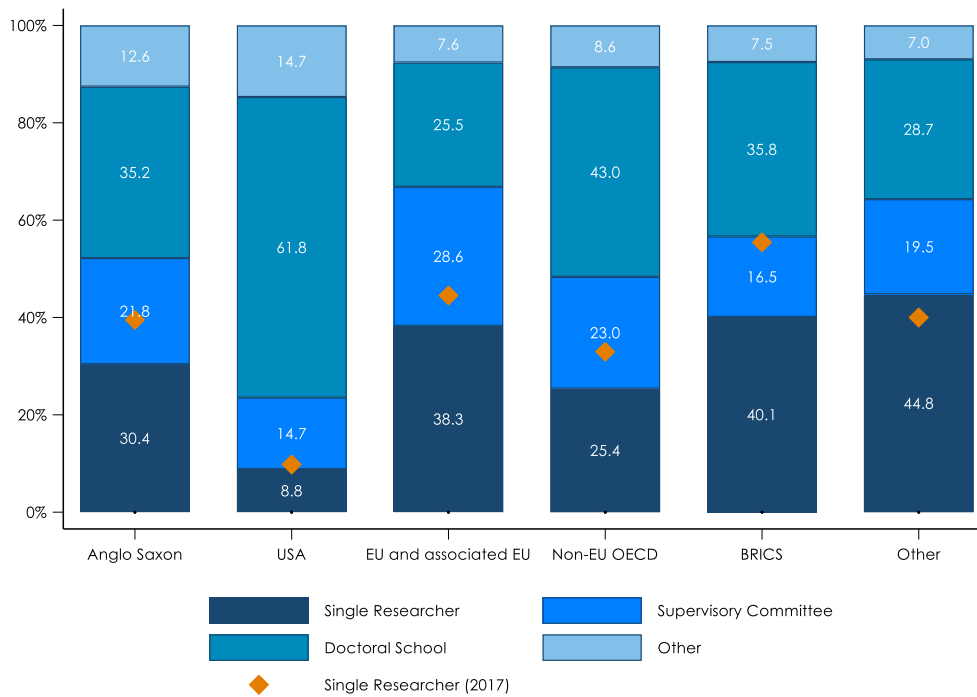 100%
12.6
14.7
7.6
8.6
7.5
7.0
80%
35.2
61.8
25.5
43.0
35.8
28.7
60%
21.8
14.7
28.6
23.0
16.5
19.5
40%
30.4
8.8
38.3
25.4
40.1
44.8
20%
0%
Anglo Saxon
USA
EU and associated EU
Non-EU OECD
BRICS
Other
Single Researcher
Supervisory Committee
Doctoral School
Other
Single Researcher (2017)